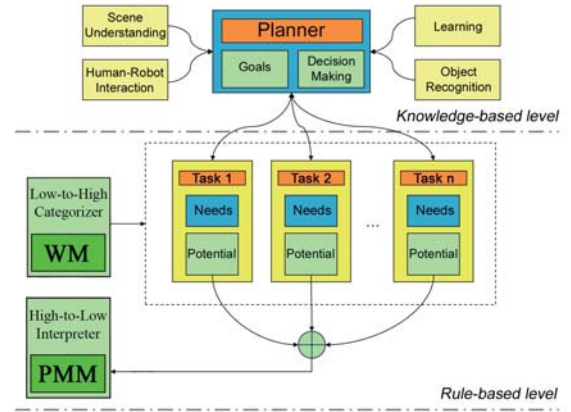 Scene
Understanding
Human-Robot
Interaction
Planner
Goals
Decision
Making
Learning
Object
Recognition
Knowledge-based level
Low-to-High
Categorizer
WM
Task 1
Needs
Potential
Task 2
Needs
Potential
...
Task n
Needs
Potential
High-to-Low
Interpreter
PMM
Rule-based level